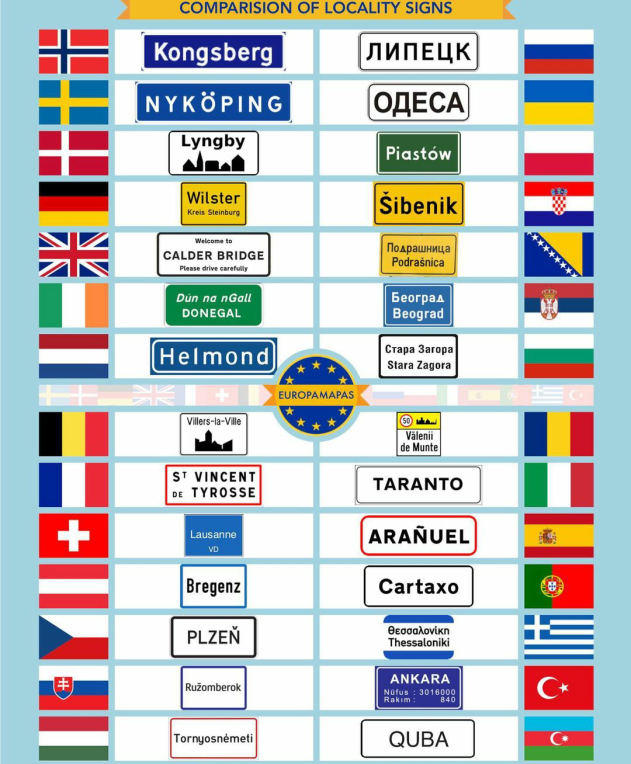 COMPARISION OF LOCALITY SIGNS
Kongsberg
ЛИПЕЦК
NYKÖPING
ОДЕСА
Lyngby
Piastów
Wilster
Kreis Steinburg
Šibenik
Welcome to
CALDER BRIDGE
Please drive carefully
Подрашница
Podrašnica
Dún na nGall
DONEGAL
Београд
Beograd
Helmond
Стара Загора
Stara Zagora
EUROPAMAPAS
Villers-la-Ville
50
Vălenii
de Munte
ST VINCENT
DE TYROSSE
TARANTO
Lausanne
VD
ARAÑUEL
Bregenz
Cartaxo
PLZEŇ
Θεσσαλονίκη
Thessaloniki
Ružomberok
ANKARA
Nüfus : 3016000
Rakım : 840
Tornyosnémeti
QUBA